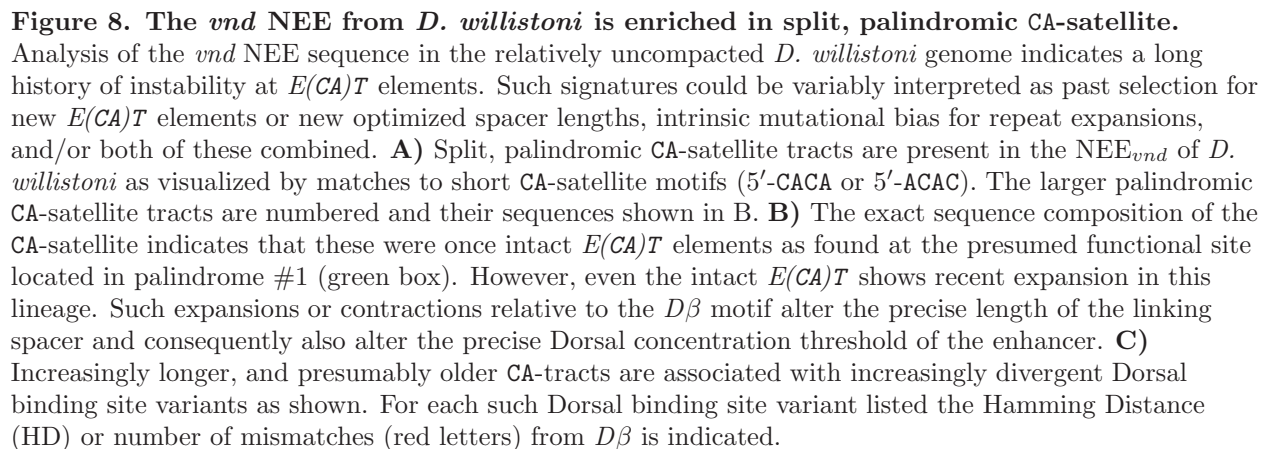 Figure 8. The vnd NEE from D. willistoni is enriched in split, palindromic CA-satellite.
Analysis of the vnd NEE sequence in the relatively uncompacted D. willistoni genome indicates a long
history of instability at E(CA)T elements. Such signatures could be variably interpreted as past selection for
new E(CA)T elements or new optimized spacer lengths, intrinsic mutational bias for repeat expansions,
and/or both of these combined. A) Split, palindromic CA-satellite tracts are present in the NEEvnd of D.
willistoni as visualized by matches to short CA-satellite motifs (5′-CACA or 5′-ACAC). The larger palindromic
CA-satellite tracts are numbered and their sequences shown in B. B) The exact sequence composition of the
CA-satellite indicates that these were once intact E(CA)T elements as found at the presumed functional site
located in palindrome #1 (green box). However, even the intact E(CA)T shows recent expansion in this
lineage. Such expansions or contractions relative to the Dβ motif alter the precise length of the linking
spacer and consequently also alter the precise Dorsal concentration threshold of the enhancer. C)
Increasingly longer, and presumably older CA-tracts are associated with increasingly divergent Dorsal
binding site variants as shown. For each such Dorsal binding site variant listed the Hamming Distance
(HD) or number of mismatches (red letters) from Dβ is indicated.